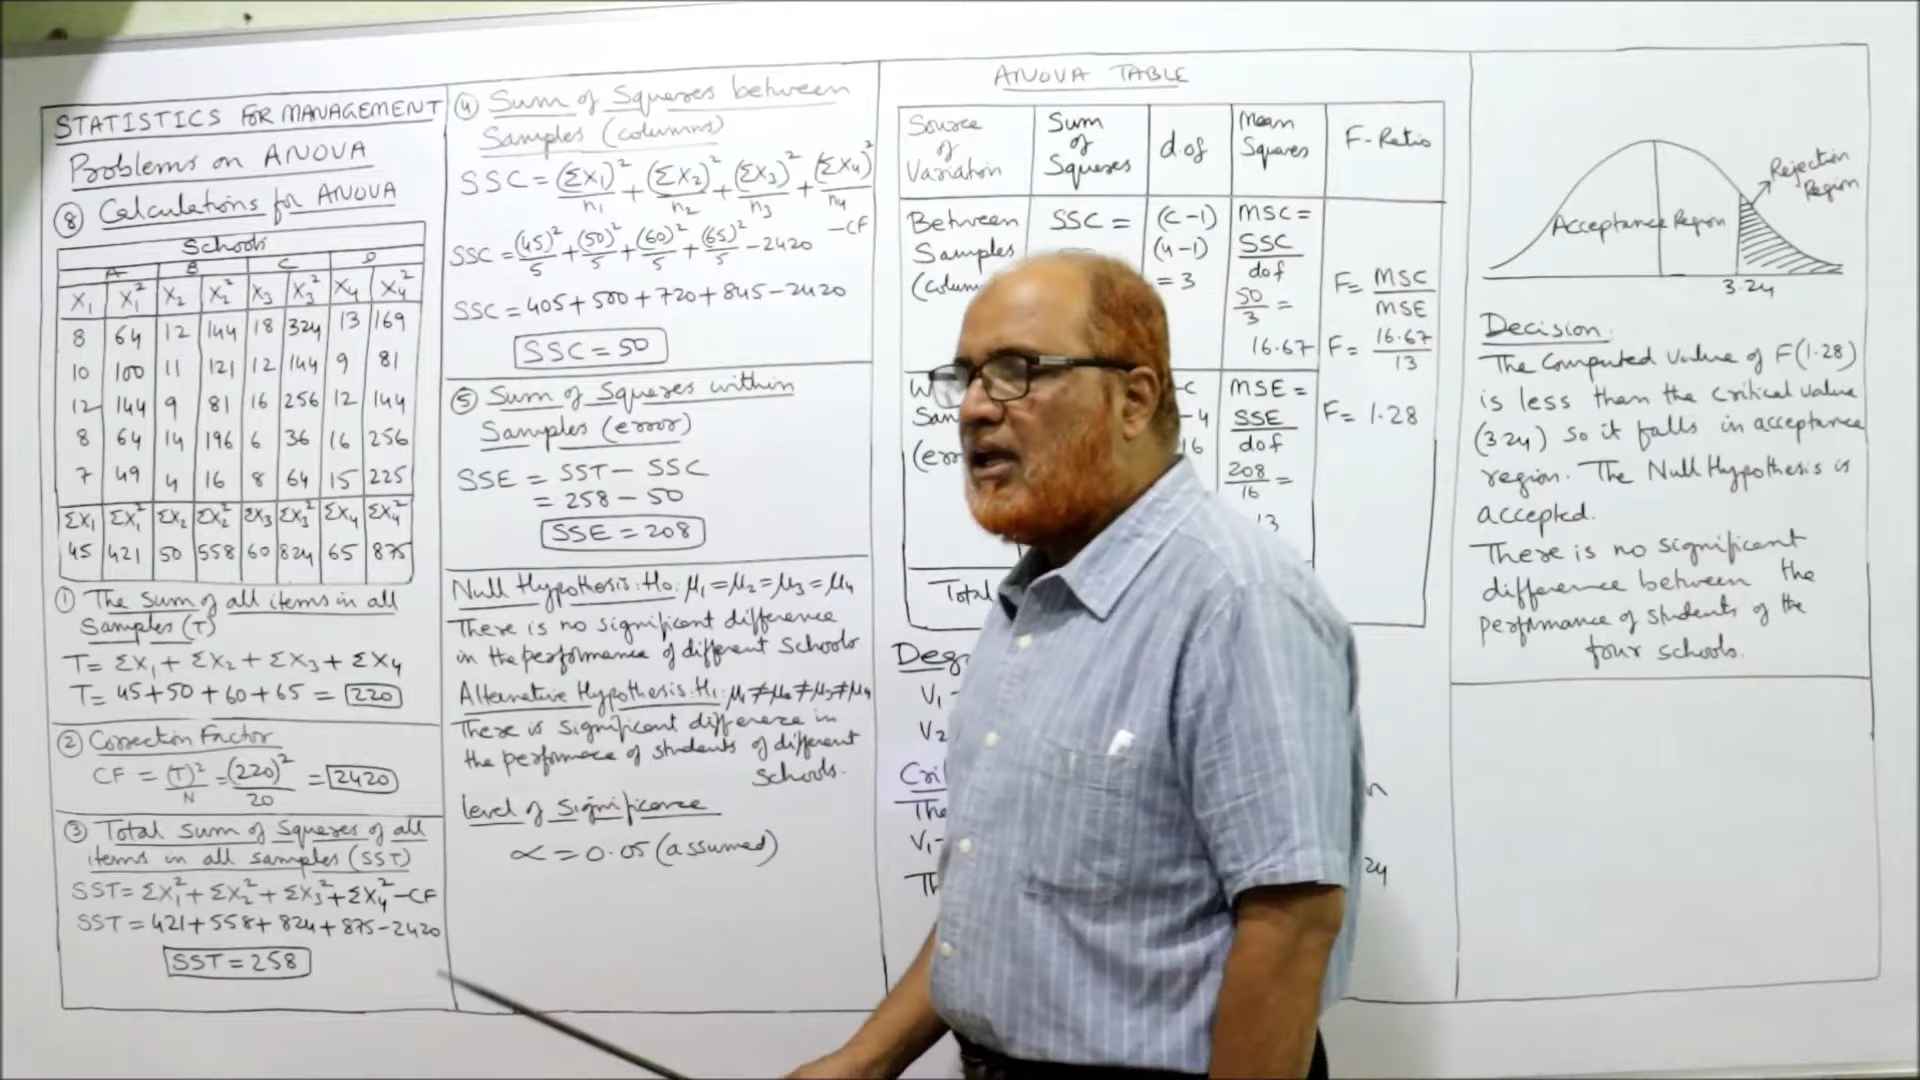 STATISTICS FOR MANAGEMENT
Problems on ANOVA
⑧ Calculations for ANOVA
Schools
A B C D
X₁ X₁² X₂ X₂² X₃ X₃² X₄ X₄²
8 64 12 144 18 324 13 169
10 100 11 121 12 144 9 81
12 144 9 81 16 256 12 144
8 64 14 196 6 36 16 256
7 49 4 16 8 64 15 225
ΣX₁ ΣX₁² ΣX₂ ΣX₂² ΣX₃ ΣX₃² ΣX₄ ΣX₄²
45 421 50 558 60 824 65 875
① The Sum of all items in all
Samples (T)
T= ΣX₁ + ΣX₂ + ΣX₃ + ΣX₄
T= 45+50+60+65 = 220
② Correction Factor
CF = (T)²/N = (220)²/20 = 2420
③ Total Sum of Squares of all
items in all samples (SST)
SST= ΣX₁² + ΣX₂² + ΣX₃² + ΣX₄² – CF
SST = 421+558+824+875–2420
SST = 258
④ Sum of Squares between
Samples (columns)
SSC = (ΣX₁)²/n₁ + (ΣX₂)²/n₂ + (ΣX₃)²/n₃ + (ΣX₄)²/n₄
–CF
SSC = (45)²/5 + (50)²/5 + (60)²/5 + (65)²/5 – 2420
SSC = 405+500+720+845–2420
SSC = 50
⑤ Sum of Squares within
Samples (error)
SSE = SST – SSC
= 258 – 50
SSE = 208
Null Hypothesis: H₀: μ₁ = μ₂ = μ₃ = μ₄
There is no significant difference
in the performance of different Schools
Alternative Hypothesis: H₁: μ₁ ≠ μ₂ ≠ μ₃ ≠ μ₄
There is significant difference in
the performace of students of different
Schools.
level of significance
α = 0.05 (assumed)
ANOVA TABLE
Source of Variation
Sum of Squares
d.of
Mean Squares
F-Ratio
Between
Samples
SSC =
(C–1)
(4–1)
= 3
MSC =
SSC/dof
50/3 =
16.67
F = MSC/MSE
F = 16.67/13
F = 1.28
MSE =
SSE/dof
208/16 =
13
Total
V₁
V₂
V₁
Rejection
Region
Acceptance Region
3.24
Decision:
The computed value of F(1.28)
is less than the critical value
(3.24) so it falls in acceptance
region. The Null Hypothesis is
accepted.
There is no significant
difference between the
performance of students of the
four schools.